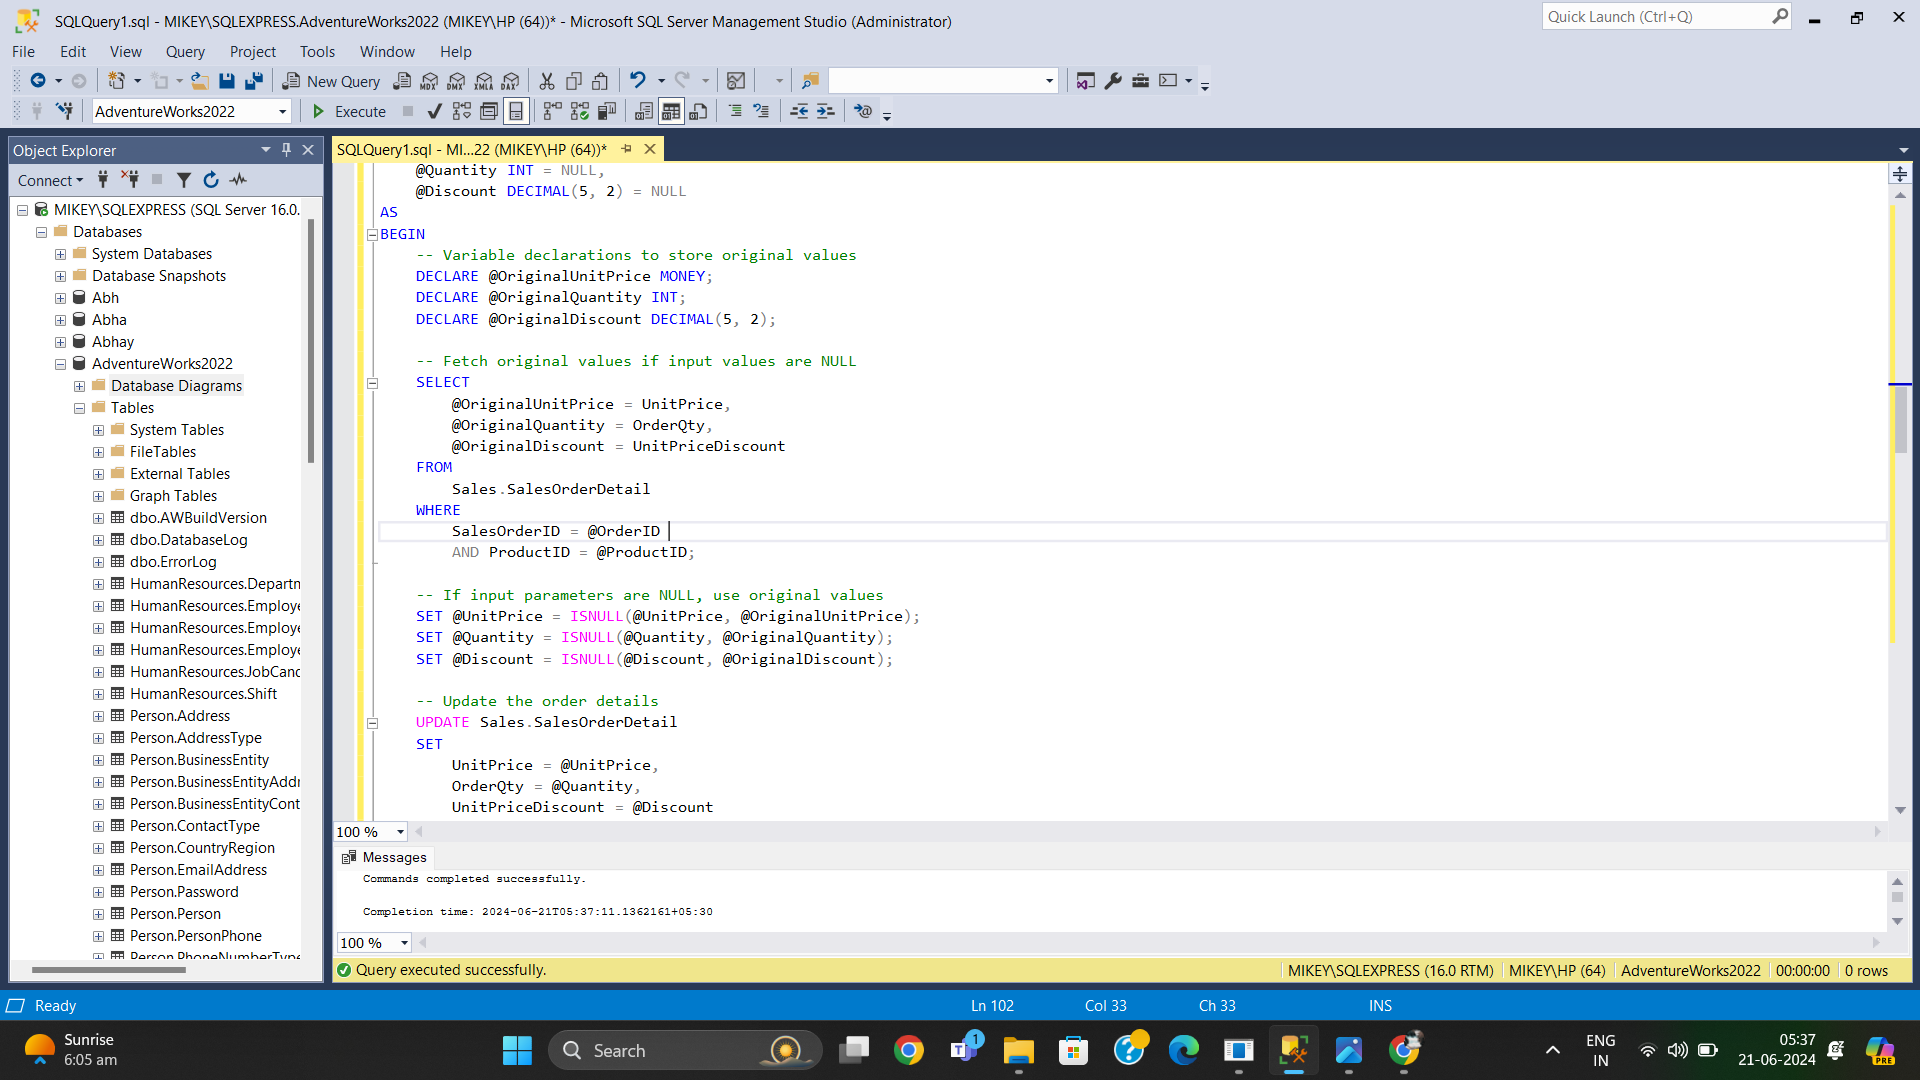 SQLQuery1.sql - MIKEY\SQLEXPRESS.AdventureWorks2022 (MIKEY\HP (64))* - Microsoft SQL Server Management Studio (Administrator)
Quick Launch (Ctrl+Q)
File Edit View Query Project Tools Window Help
New Query MDX DMX XMLA DAX
AdventureWorks2022 Execute
Object Explorer
Connect
MIKEY\SQLEXPRESS (SQL Server 16.0.
Databases
System Databases
Database Snapshots
Abh
Abha
Abhay
AdventureWorks2022
Database Diagrams
Tables
System Tables
FileTables
External Tables
Graph Tables
dbo.AWBuildVersion
dbo.DatabaseLog
dbo.ErrorLog
HumanResources.Departn
HumanResources.Employe
HumanResources.Employe
HumanResources.Employe
HumanResources.JobCanc
HumanResources.Shift
Person.Address
Person.AddressType
Person.BusinessEntity
Person.BusinessEntityAddr
Person.BusinessEntityCont
Person.ContactType
Person.CountryRegion
Person.EmailAddress
Person.Password
Person.Person
Person.PersonPhone
Person.PhoneNumberType
SQLQuery1.sql - MI...22 (MIKEY\HP (64))*
@Quantity INT = NULL,
@Discount DECIMAL(5, 2) = NULL
AS
BEGIN
-- Variable declarations to store original values
DECLARE @OriginalUnitPrice MONEY;
DECLARE @OriginalQuantity INT;
DECLARE @OriginalDiscount DECIMAL(5, 2);
-- Fetch original values if input values are NULL
SELECT
@OriginalUnitPrice = UnitPrice,
@OriginalQuantity = OrderQty,
@OriginalDiscount = UnitPriceDiscount
FROM
Sales.SalesOrderDetail
WHERE
SalesOrderID = @OrderID
AND ProductID = @ProductID;
-- If input parameters are NULL, use original values
SET @UnitPrice = ISNULL(@UnitPrice, @OriginalUnitPrice);
SET @Quantity = ISNULL(@Quantity, @OriginalQuantity);
SET @Discount = ISNULL(@Discount, @OriginalDiscount);
-- Update the order details
UPDATE Sales.SalesOrderDetail
SET
UnitPrice = @UnitPrice,
OrderQty = @Quantity,
UnitPriceDiscount = @Discount
100 %
Messages
Commands completed successfully.
Completion time: 2024-06-21T05:37:11.1362161+05:30
100 %
Query executed successfully. MIKEY\SQLEXPRESS (16.0 RTM) MIKEY\HP (64) AdventureWorks2022 00:00:00 0 rows
Ready Ln 102 Col 33 Ch 33 INS
Sunrise
6:05 am
Search
1
ENG
IN
05:37
21-06-2024
PRE